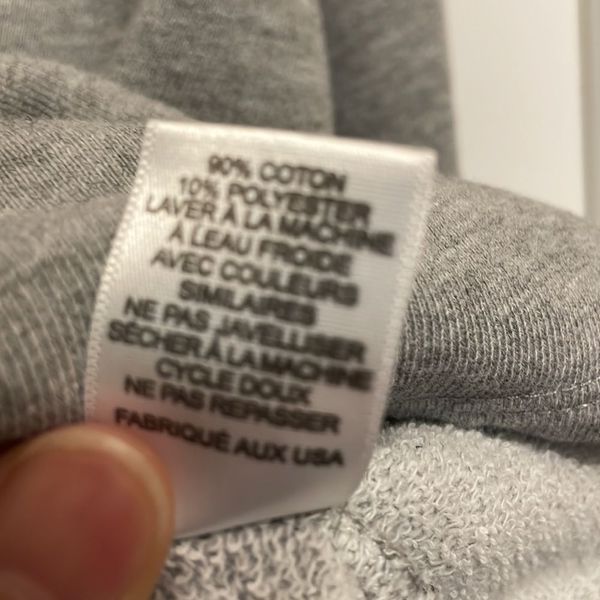 90% COTON
10% POLYESTER
LAVER À LA MACHINE
À LEAU FROIDE
AVEC COULEURS
SIMILAIRES
NE PAS JAVELLISER
SÉCHER À LA MACHINE
CYCLE DOUX
NE PAS REPASSER
FABRIQUÉ AUX USA